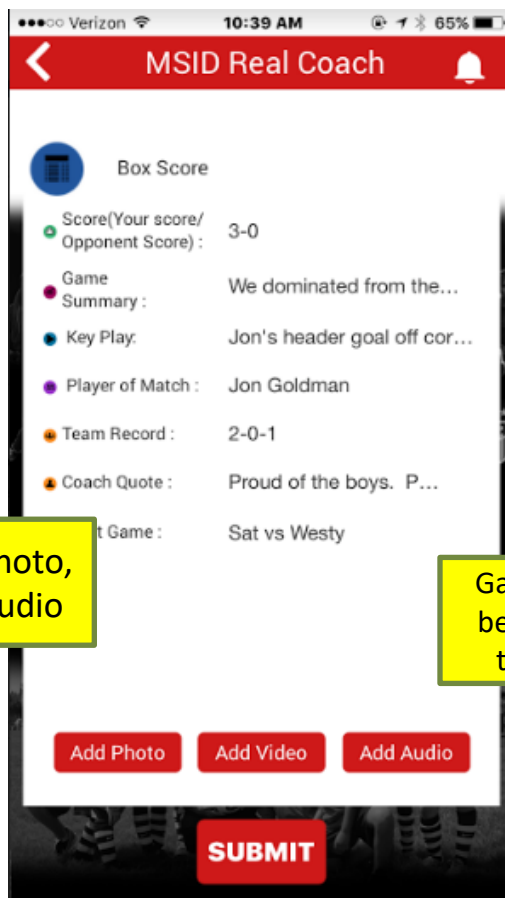 Verizon 10:39 AM 65%
MSID Real Coach
Box Score
Score(Your score/
Opponent Score) : 3-0
Game
Summary : We dominated from the...
Key Play: Jon's header goal off cor...
Player of Match : Jon Goldman
Team Record : 2-0-1
Coach Quote : Proud of the boys. P...
t Game : Sat vs Westy
hoto,
udio
Ga
be
t
Add Photo Add Video Add Audio
SUBMIT